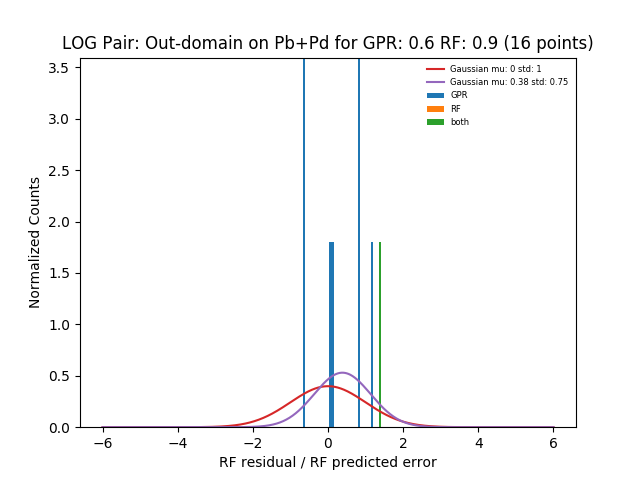 LOG Pair: Out-domain on Pb+Pd for GPR: 0.6 RF: 0.9 (16 points)
Gaussian mu: 0 std: 1
Gaussian mu: 0.38 std: 0.75
GPR
RF
both
Normalized Counts
3.5
3.0
2.5
2.0
1.5
1.0
0.5
0.0
−6 −4 −2 0 2 4 6
RF residual / RF predicted error